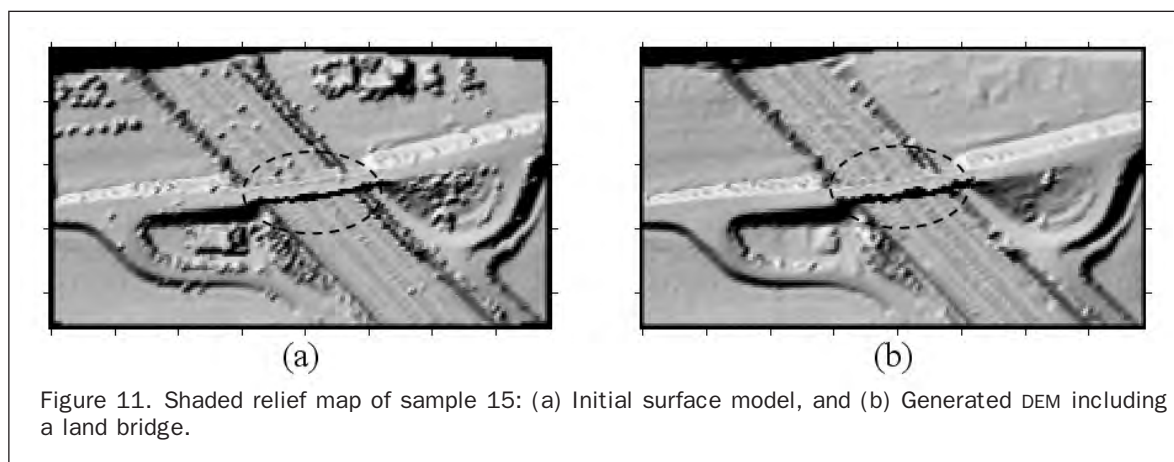 (a)
(b)
Figure 11. Shaded relief map of sample 15: (a) Initial surface model, and (b) Generated DEM including
a land bridge.